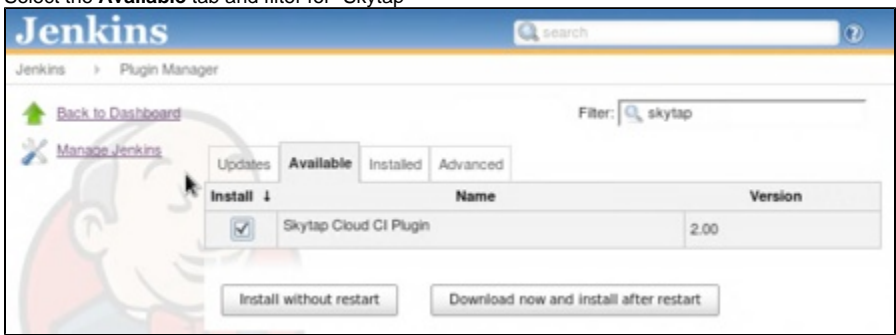 Select the Available tab and filter for "Skytap"
Jenkins
search
Jenkins > Plugin Manager
Back to Dashboard
Filter: skytap
Manage Jenkins
Updates Available Installed Advanced
Install ↓ Name Version
Skytap Cloud CI Plugin 2.00
Install without restart Download now and install after restart